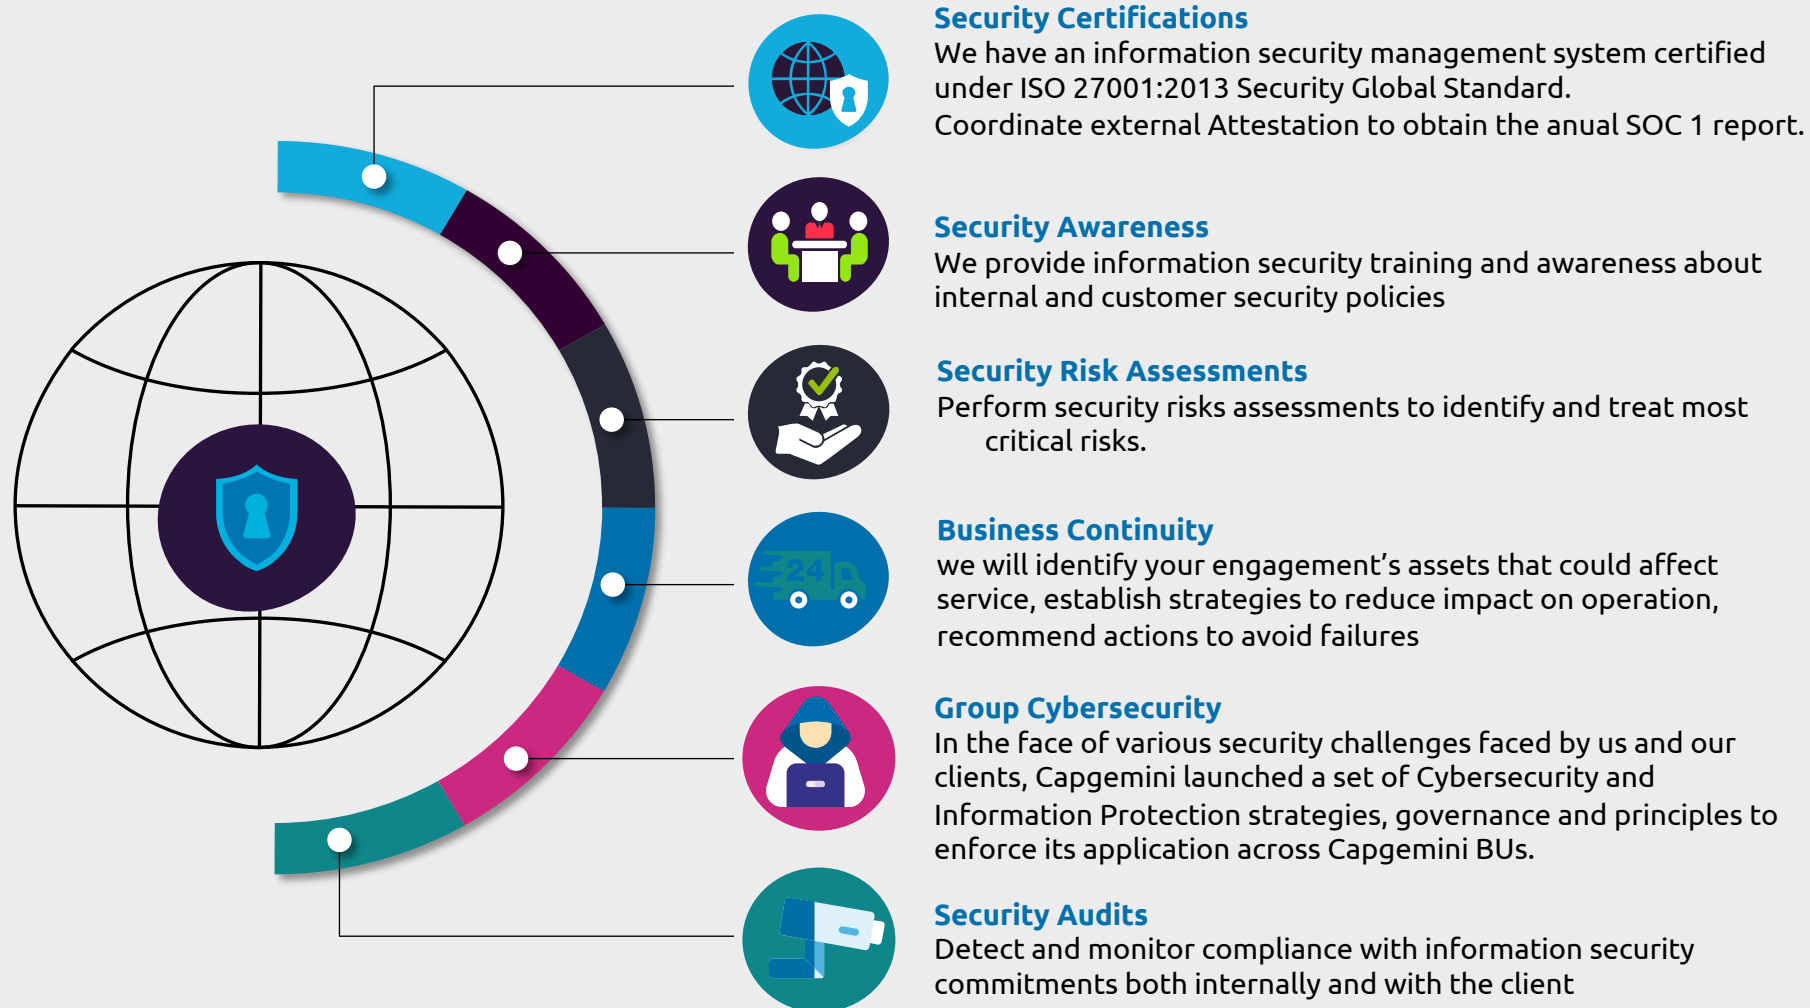 Security Certifications
We have an information security management system certified
under ISO 27001:2013 Security Global Standard.
Coordinate external Attestation to obtain the anual SOC 1 report.
Security Awareness
We provide information security training and awareness about
internal and customer security policies
Security Risk Assessments
Perform security risks assessments to identify and treat most
critical risks.
24
Business Continuity
we will identify your engagement’s assets that could affect
service, establish strategies to reduce impact on operation,
recommend actions to avoid failures
Group Cybersecurity
In the face of various security challenges faced by us and our
clients, Capgemini launched a set of Cybersecurity and
Information Protection strategies, governance and principles to
enforce its application across Capgemini BUs.
Security Audits
Detect and monitor compliance with information security
commitments both internally and with the client